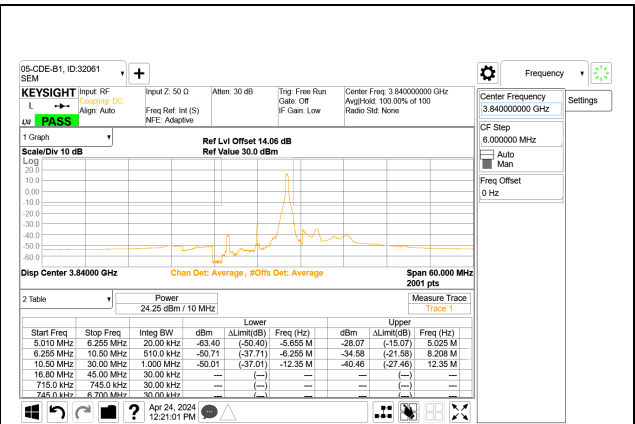 05-CDE-B1, ID:32061
SEM
Frequency
KEYSIGHT Input: RF
Coupling: DC
Align: Auto
Input Z: 50 Ω
Freq Ref: Int (S)
NFE: Adaptive
Atten: 30 dB
Trig: Free Run
Gate: Off
IF Gain: Low
Center Freq: 3.840000000 GHz
Avg|Hold: 100.00% of 100
Radio Std: None
L
LXI PASS
Center Frequency
3.840000000 GHz
Settings
CF Step
6.000000 MHz
Auto
Man
Freq Offset
0 Hz
1 Graph
Scale/Div 10 dB
Ref Lvl Offset 14.06 dB
Ref Value 30.0 dBm
Log
20.0
10.0
0.00
-10.0
-20.0
-30.0
-40.0
-50.0
-60.0
Disp Center 3.84000 GHz
Chan Det: Average, #Offs Det: Average
Span 60.000 MHz
2001 pts
2 Table
Power
24.25 dBm / 10 MHz
Measure Trace
Trace 1
Lower Upper
Start Freq Stop Freq Integ BW dBm ΔLimit(dB) Freq (Hz) dBm ΔLimit(dB) Freq (Hz)
5.010 MHz 6.255 MHz 20.00 kHz -63.40 (-50.40) -5.655 M -28.07 (-15.07) 5.025 M
6.255 MHz 10.50 MHz 510.0 kHz -50.71 (-37.71) -6.255 M -34.58 (-21.58) 8.208 M
10.50 MHz 30.00 MHz 1.000 MHz -50.01 (-37.01) -12.35 M -40.46 (-27.46) 12.35 M
16.80 MHz 45.00 MHz 30.00 kHz --- (---) --- --- (---) ---
715.0 kHz 745.0 kHz 30.00 kHz --- (---) --- --- (---) ---
745.0 kHz 6.700 MHz 30.00 kHz --- (---) --- --- (---) ---
Apr 24, 2024
12:21:01 PM